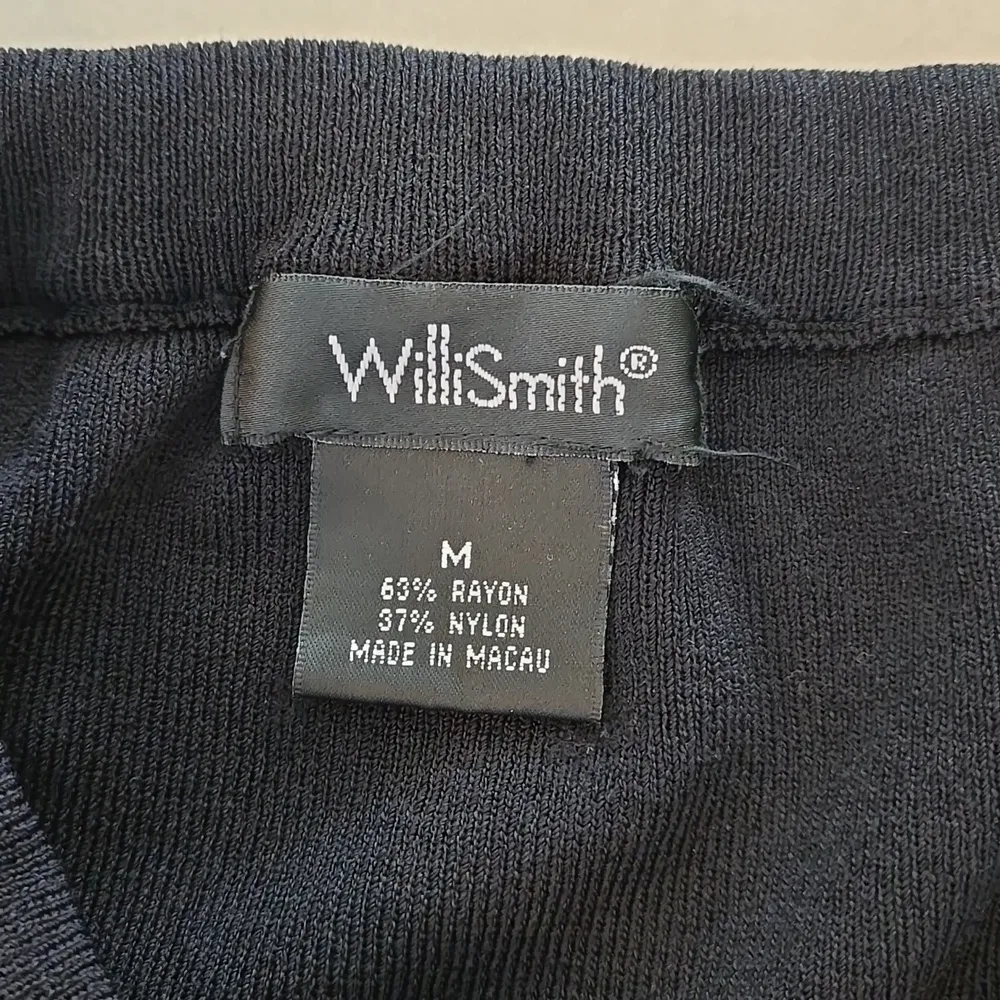 WilliSmith®
M
63% RAYON
37% NYLON
MADE IN MACAU